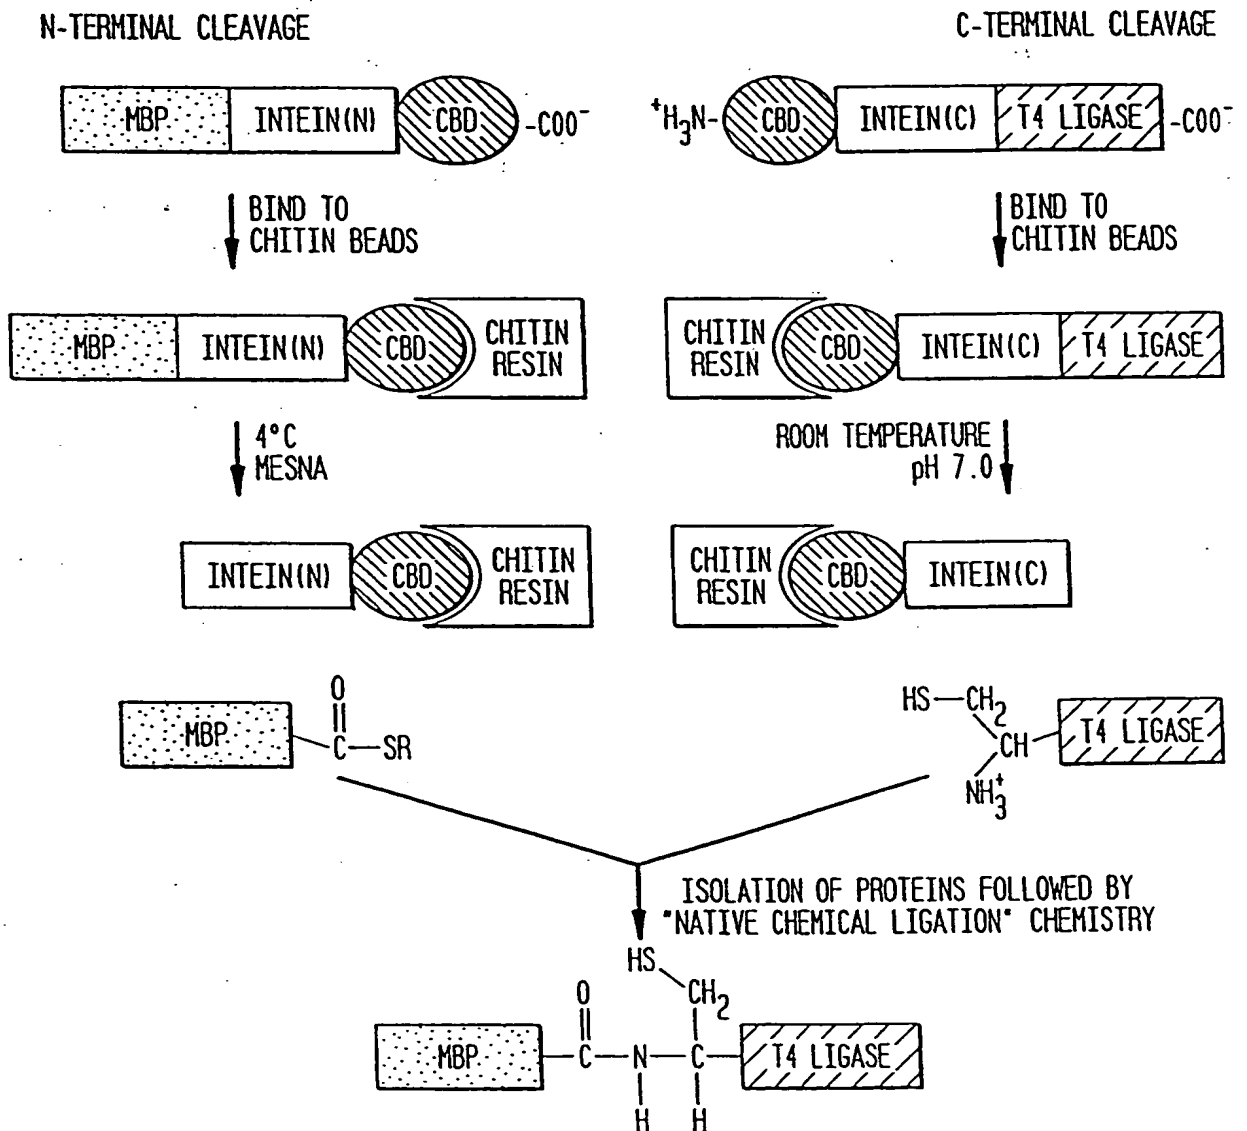 N-TERMINAL CLEAVAGE
C-TERMINAL CLEAVAGE
MBP INTEIN(N) CBD -COO⁻
⁺H₃N- CBD INTEIN(C) T4 LIGASE -COO⁻
BIND TO
CHITIN BEADS
BIND TO
CHITIN BEADS
MBP INTEIN(N) CBD CHITIN
RESIN
CHITIN
RESIN CBD INTEIN(C) T4 LIGASE
4°C
MESNA
ROOM TEMPERATURE
pH 7.0
INTEIN(N) CBD CHITIN
RESIN
CHITIN
RESIN CBD INTEIN(C)
O
MBP C—SR
HS—CH₂
CH T4 LIGASE
NH₃⁺
ISOLATION OF PROTEINS FOLLOWED BY
"NATIVE CHEMICAL LIGATION" CHEMISTRY
HS
O CH₂
MBP C—N—C T4 LIGASE
H H